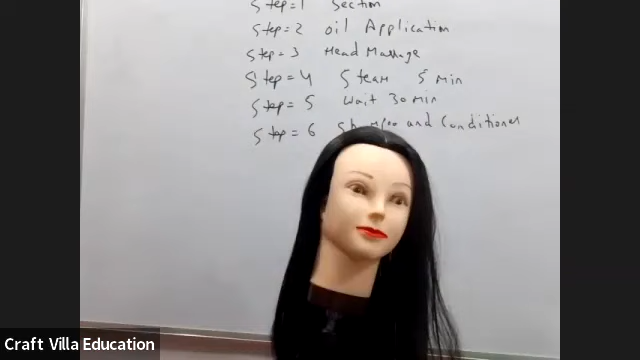 Step=1 Section
Step=2 oil Application
Step=3 Head Massage
Step=4 Steam 5 min
Step=5 Wait 30 min
Step=6 and Conditioner
Craft Villa Education